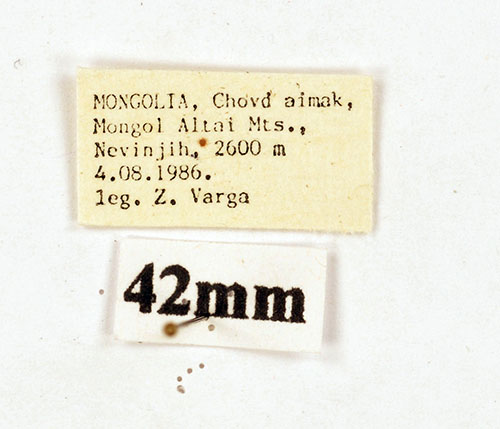 MONGOLIA, Chovd aimak,
Mongol Altai Mts.,
Nevinjih, 2600 m
4.08.1986.
leg. Z. Varga
42mm